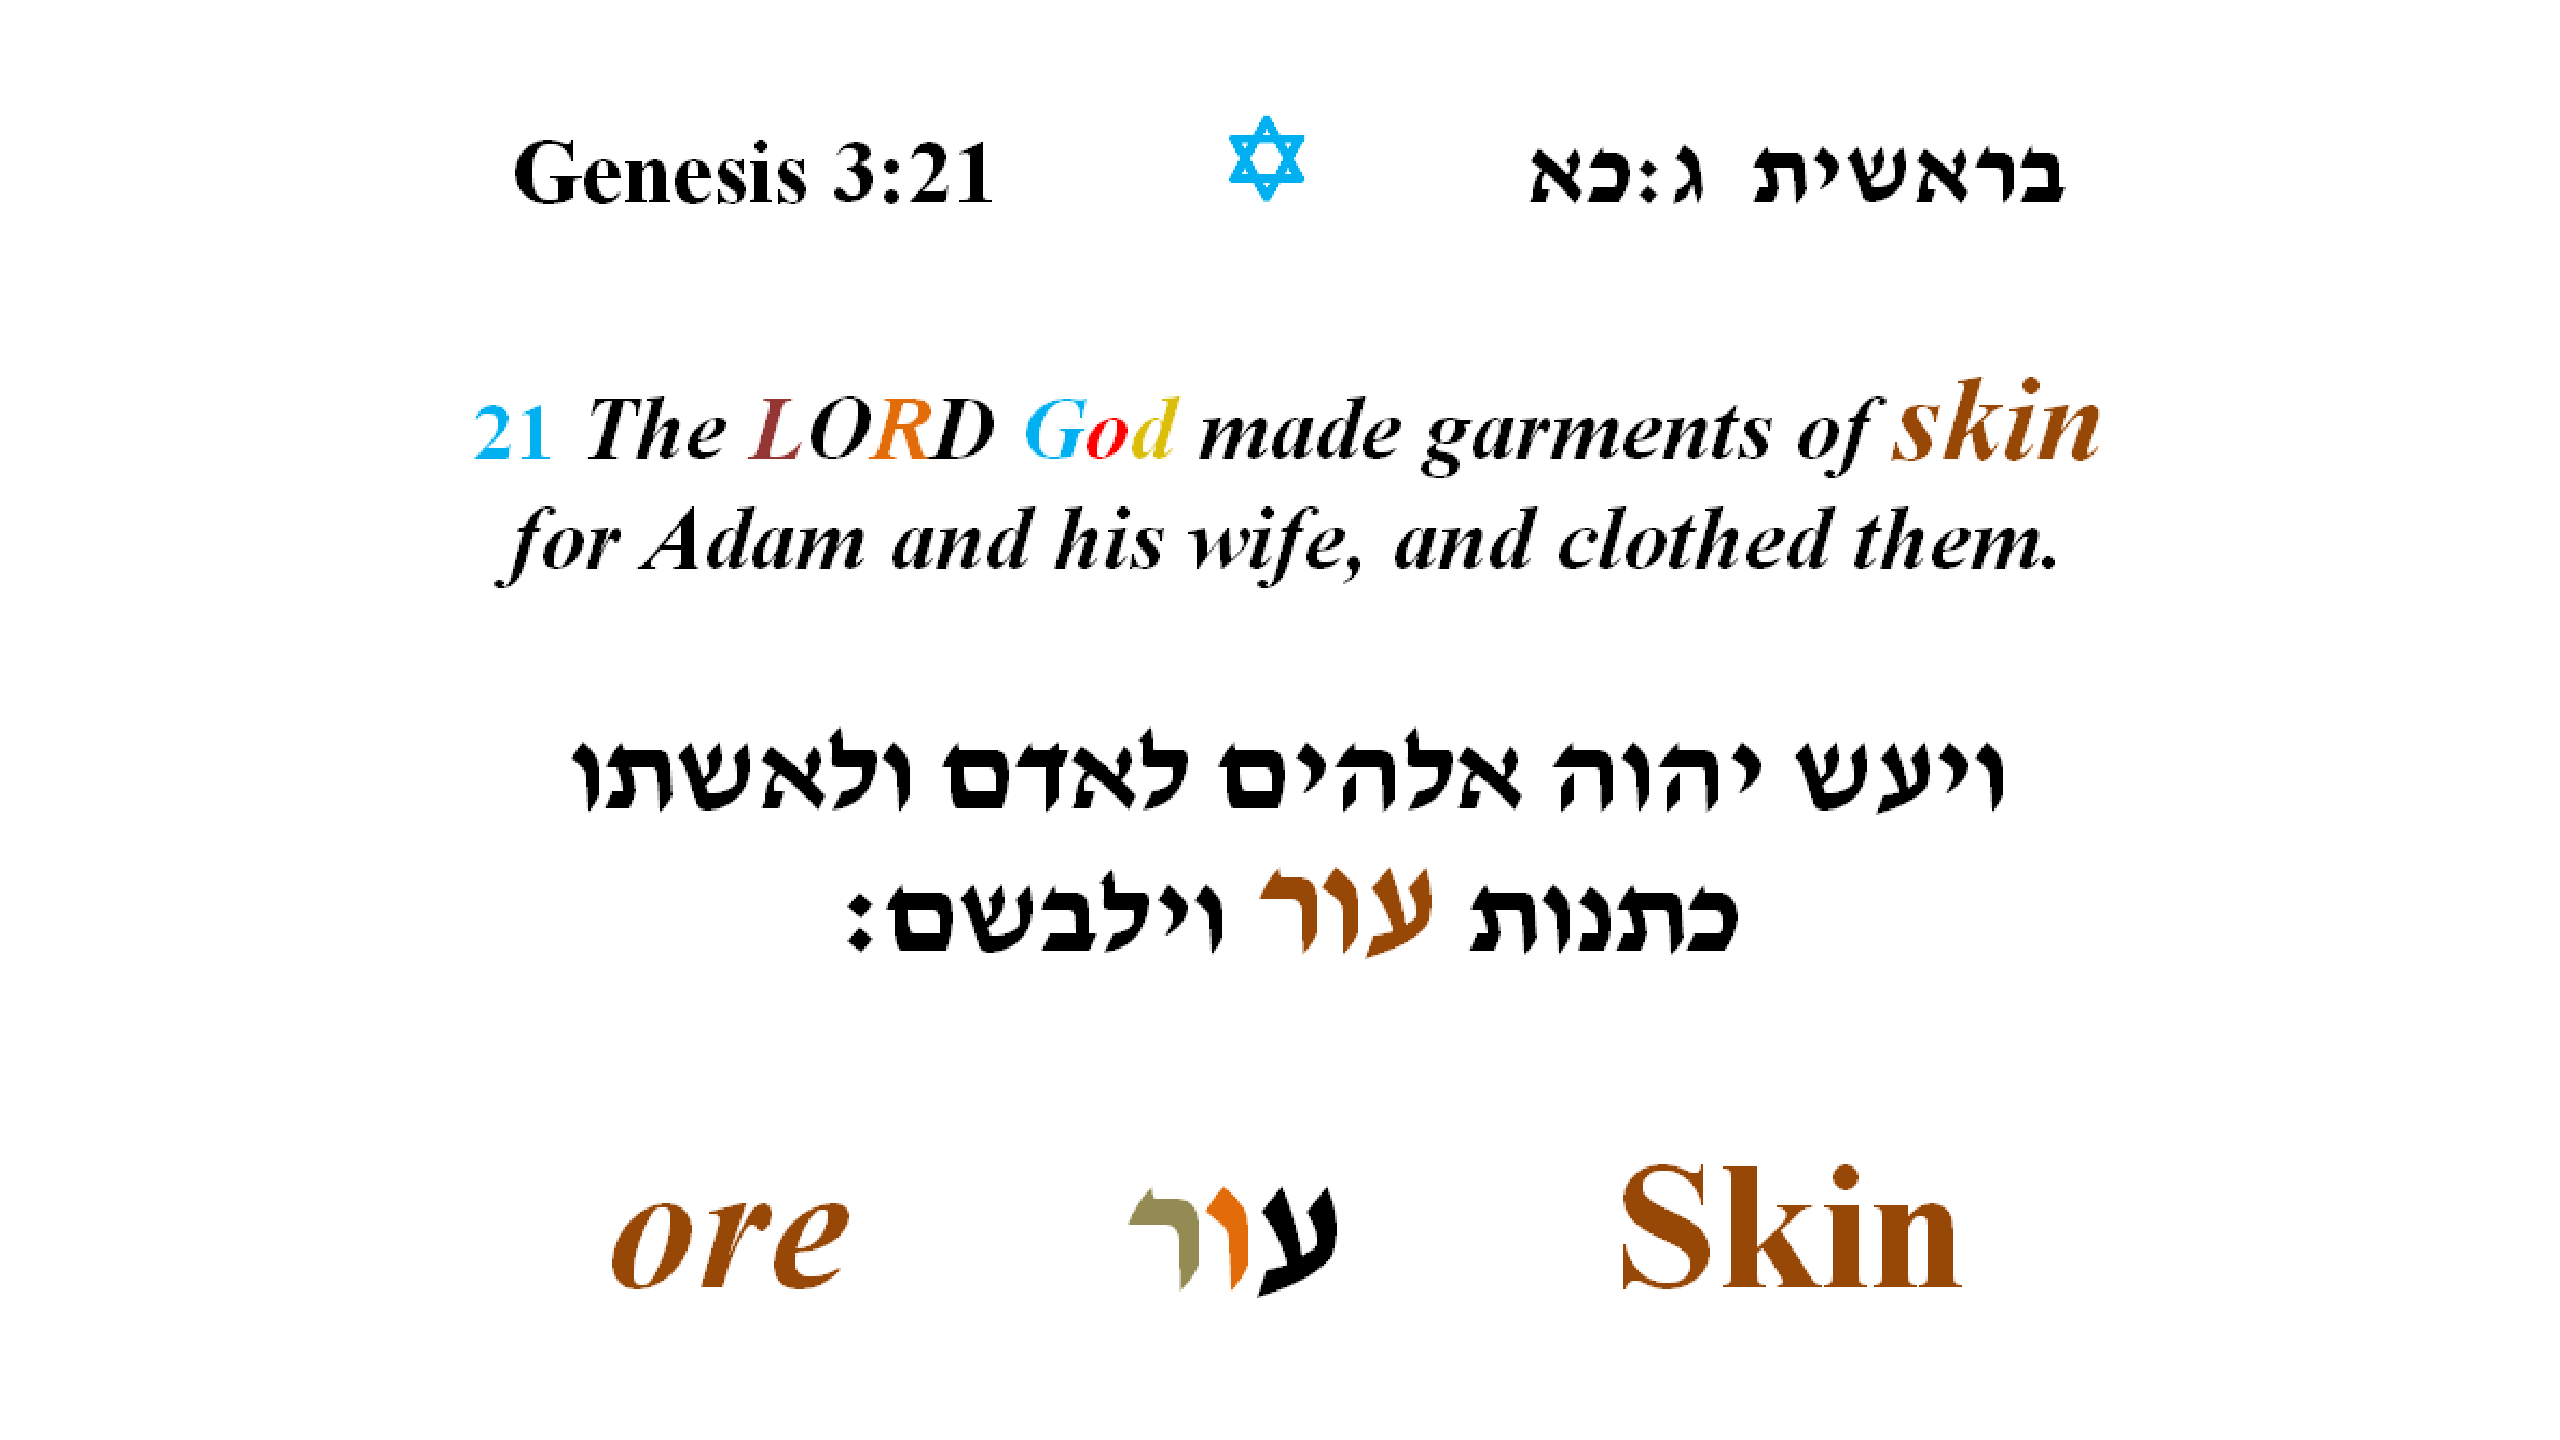 Genesis 3:21 ✡ בראשית ג:כא
21 The LORD God made garments of skin
for Adam and his wife, and clothed them.
ויעש יהוה אלהים לאדם ולאשתו
כתנות עור וילבשם:
ore עור Skin